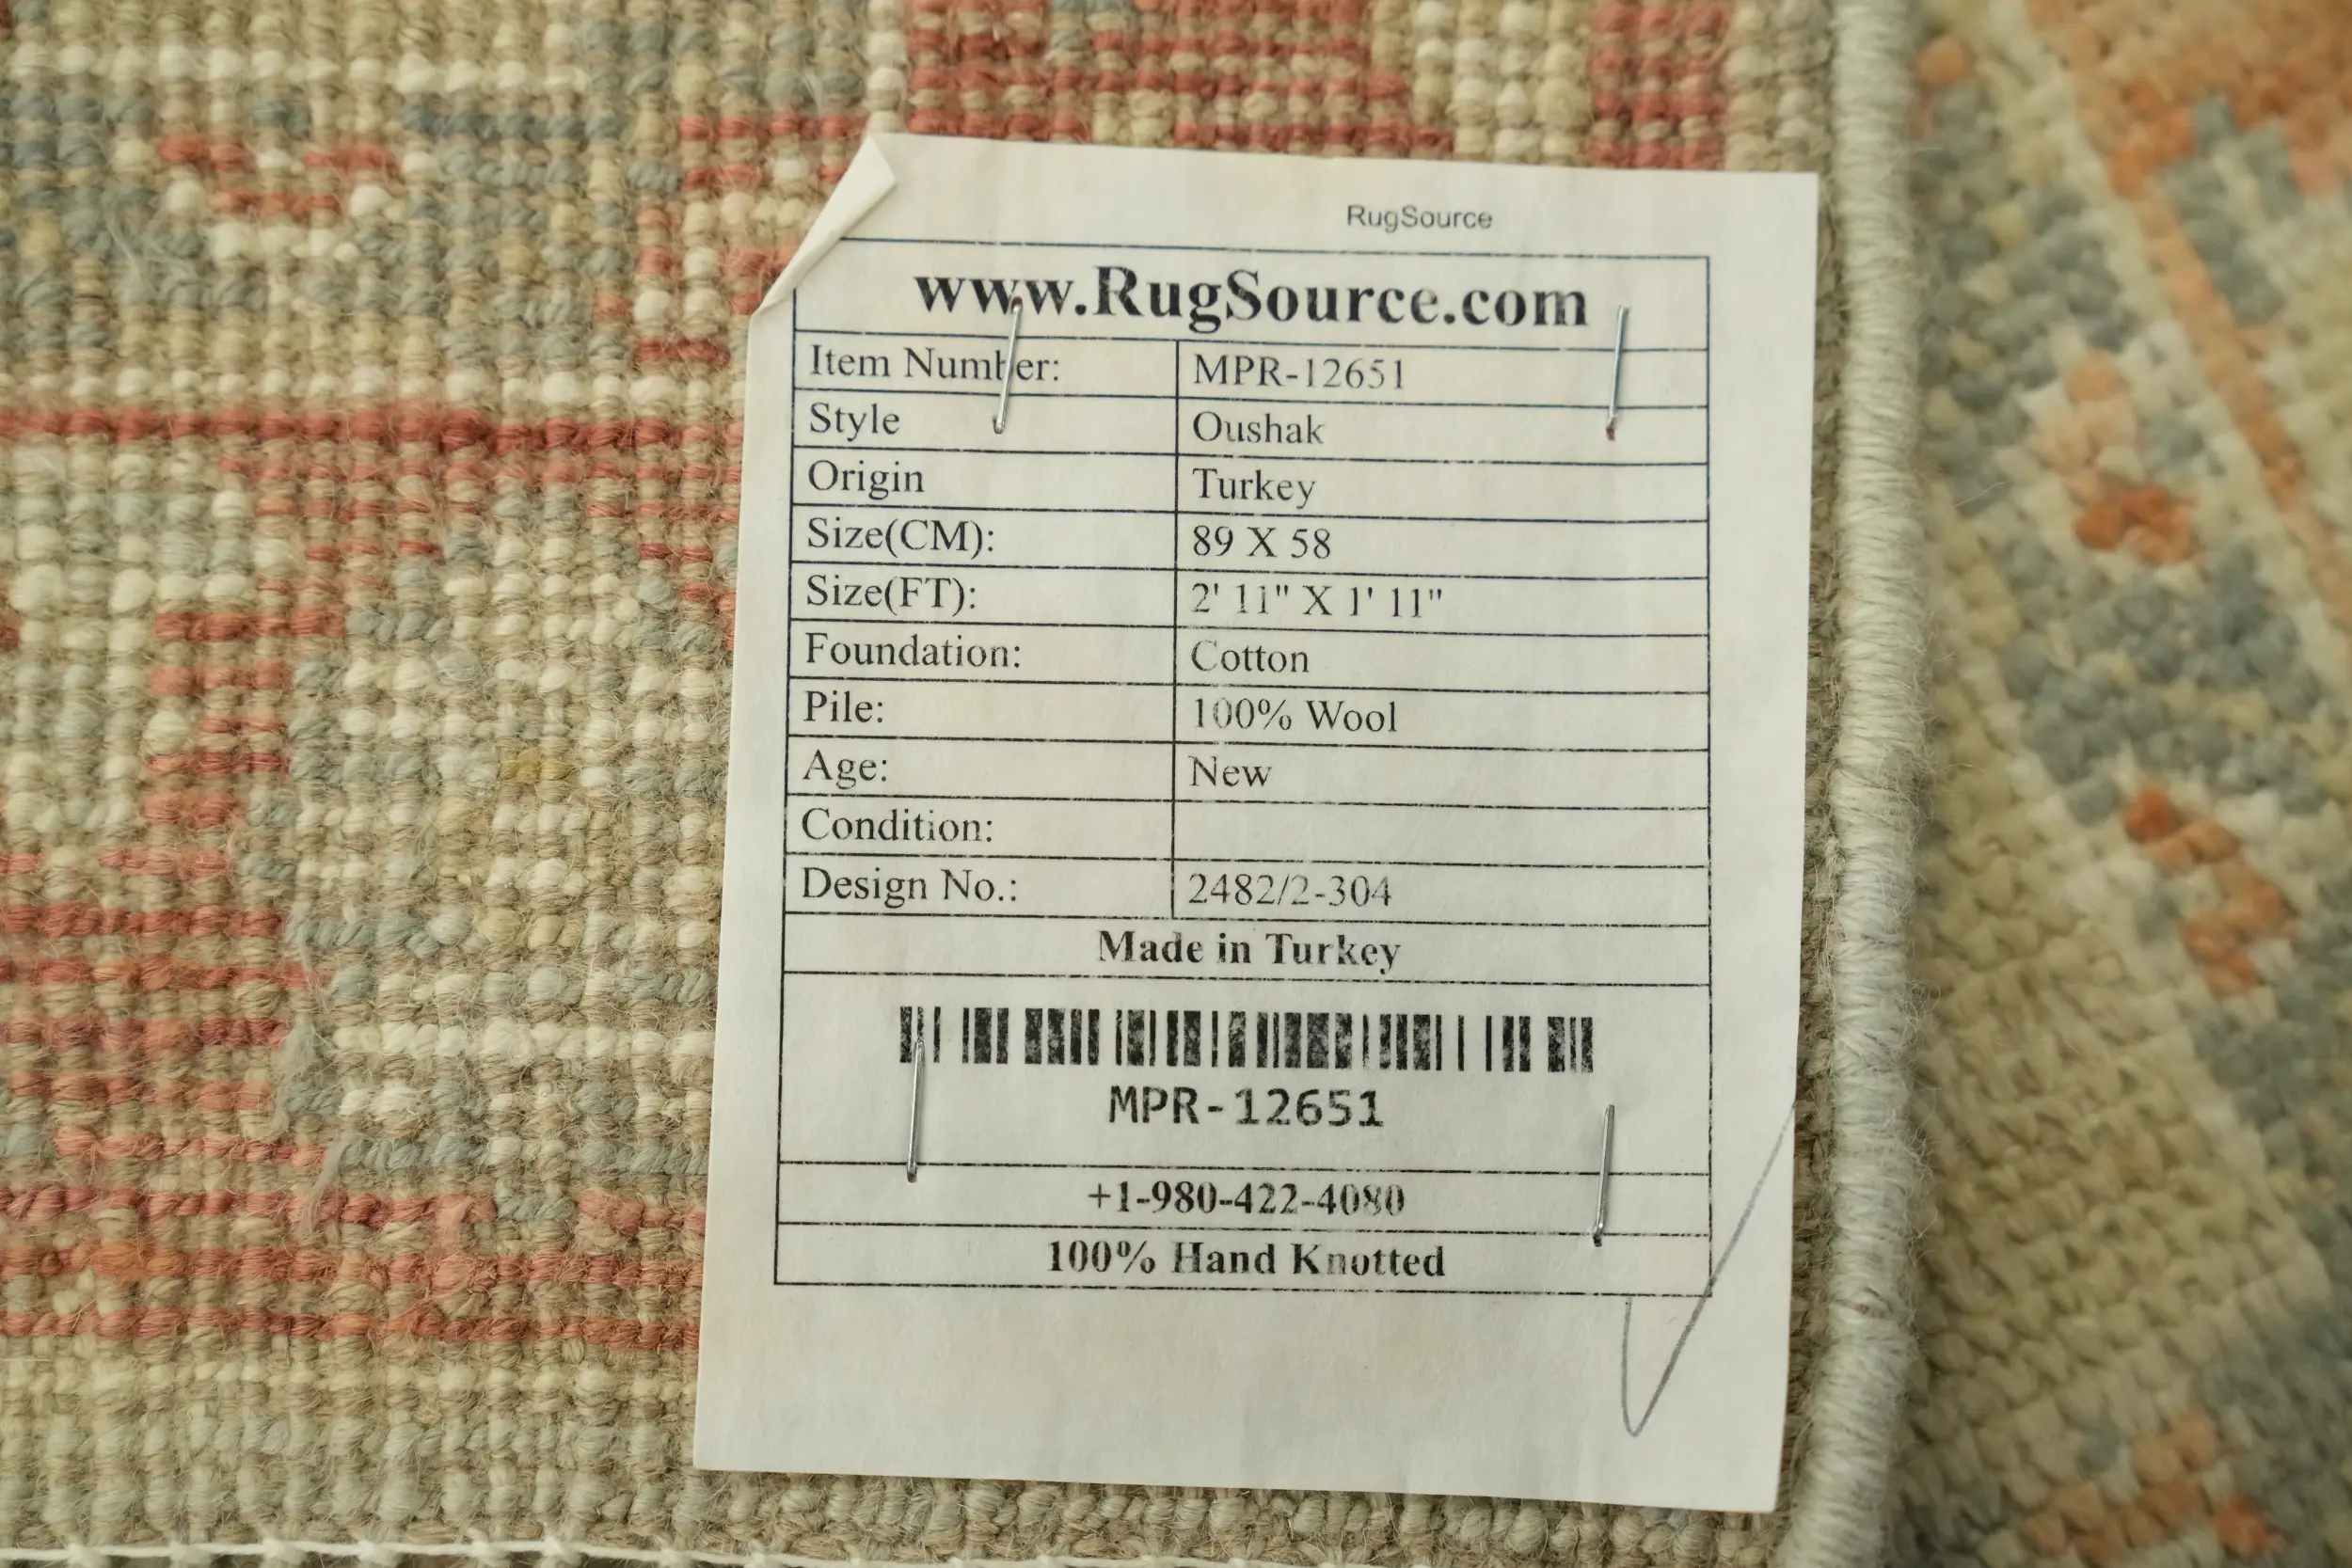 RugSource
www.RugSource.com
Item Number: MPR-12651
Style Oushak
Origin Turkey
Size(CM): 89 X 58
Size(FT): 2' 11" X 1' 11"
Foundation: Cotton
Pile: 100% Wool
Age: New
Condition:
Design No.: 2482/2-304
Made in Turkey
MPR-12651
+1-980-422-4080
100% Hand Knotted